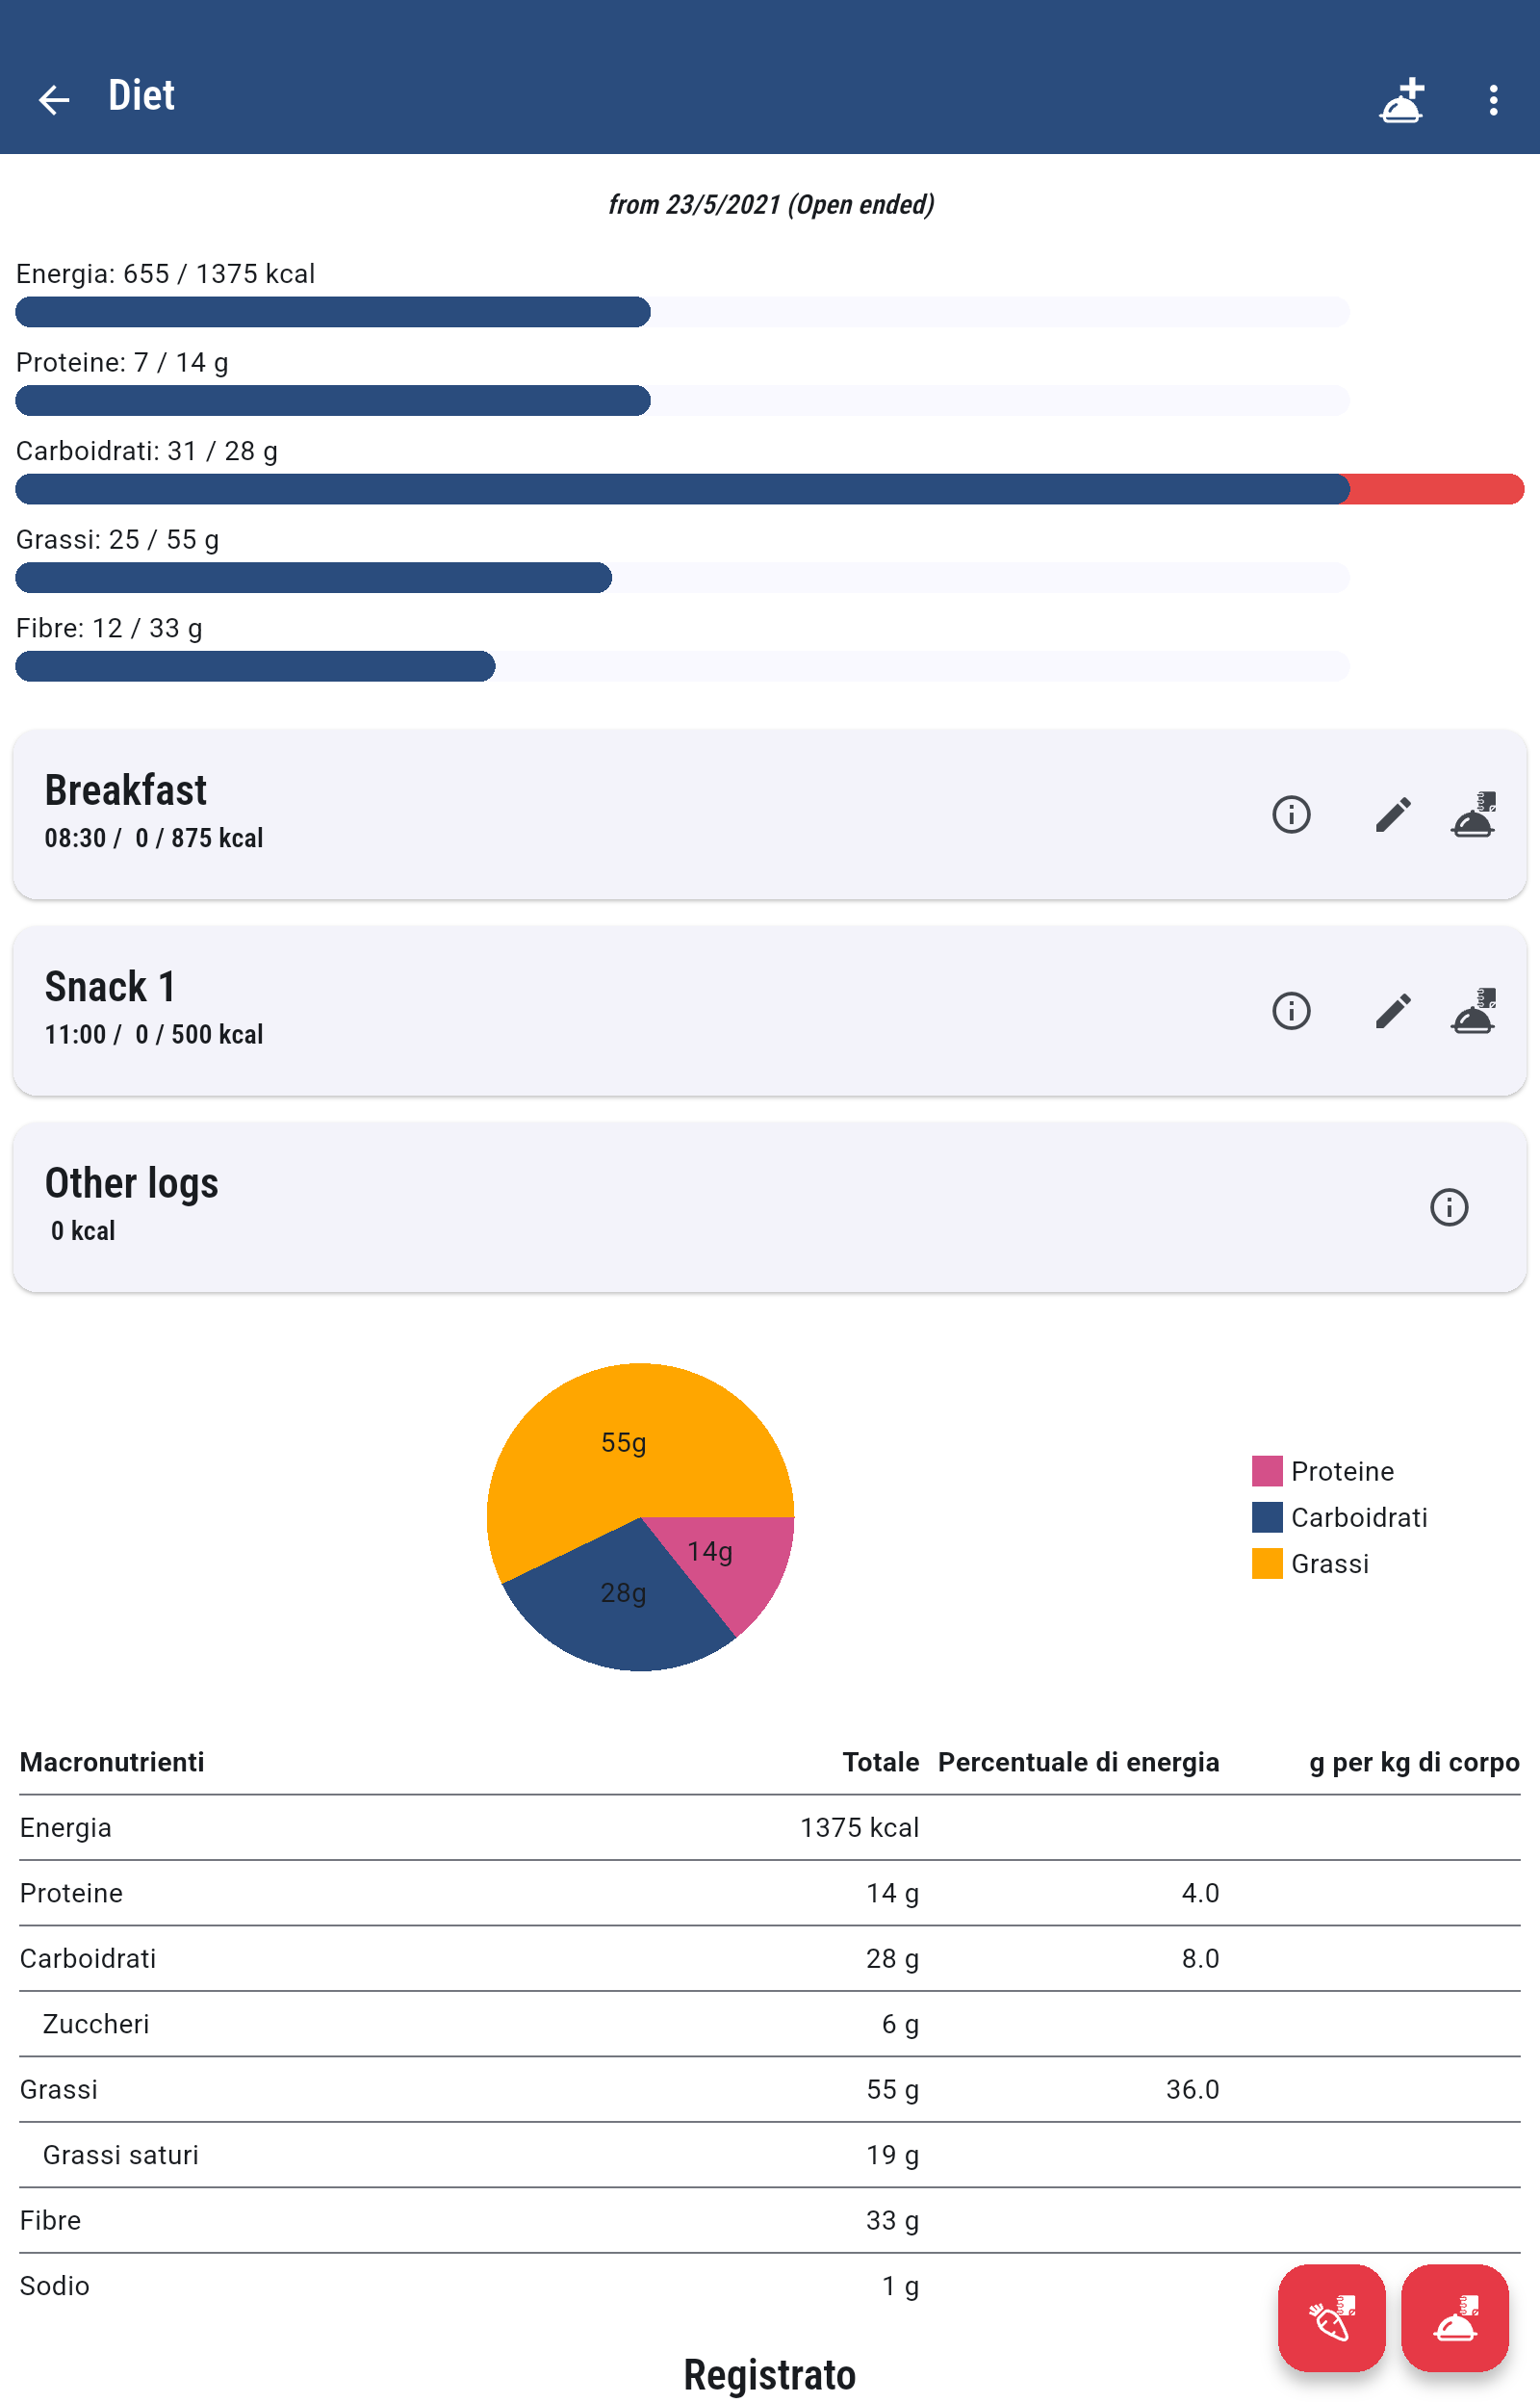 Diet
from 23/5/2021 (Open ended)
Energia: 655 / 1375 kcal
Proteine: 7 / 14 g
Carboidrati: 31 / 28 g
Grassi: 25 / 55 g
Fibre: 12 / 33 g
Breakfast
08:30 / 0 / 875 kcal
Snack 1
11:00 / 0 / 500 kcal
Other logs
0 kcal
55g
14g
28g
Proteine
Carboidrati
Grassi
Macronutrienti Totale Percentuale di energia g per kg di corpo
Energia 1375 kcal
Proteine 14 g 4.0
Carboidrati 28 g 8.0
Zuccheri 6 g
Grassi 55 g 36.0
Grassi saturi 19 g
Fibre 33 g
Sodio 1 g
Registrato